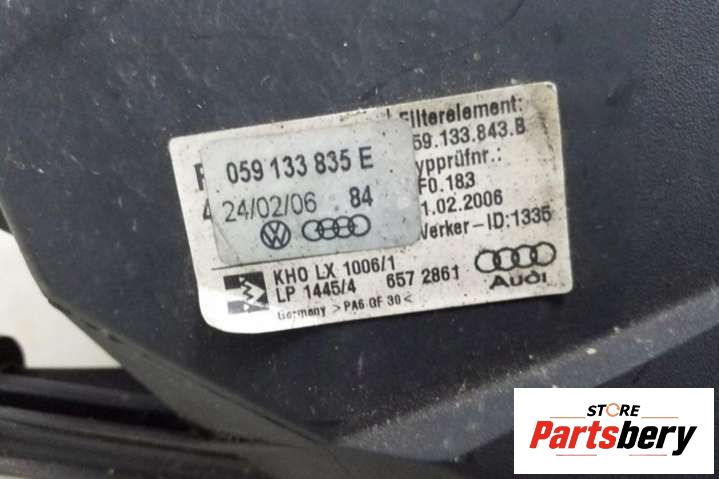 Filterelement:
059 133 835 E
59.133.843.B
ypprüfnr.:
24/02/06 84
F0.183
1.02.2006
Werker-ID:1335
KHO LX 1006/1
LP 1445/4 657 2861
Audi
Germany >PA6 GF 30<
STORE
Partsbery